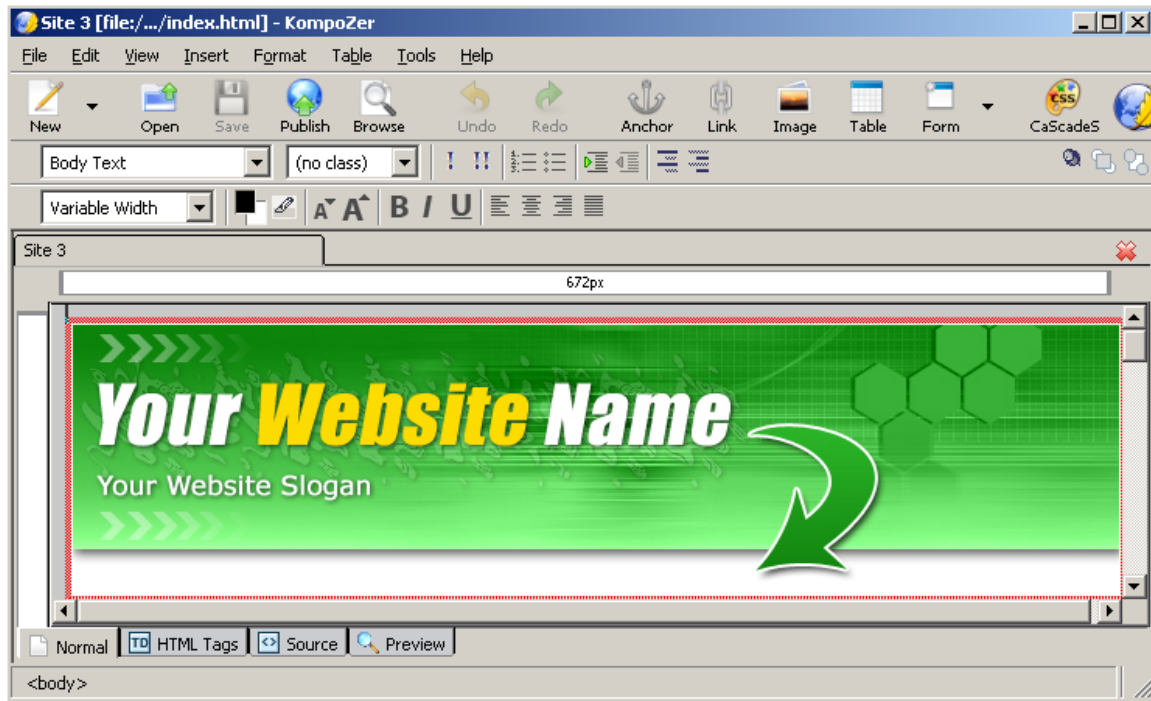 Site 3 [file:/.../index.html] - KompoZer
File Edit View Insert Format Table Tools Help
New Open Save Publish Browse Undo Redo Anchor Link Image Table Form CaScadeS
CSS
Body Text (no class) ! !!
Variable Width A A B I U
Site 3
672px
Your Website Name
Your Website Slogan
Normal TD HTML Tags Source Preview
<body>